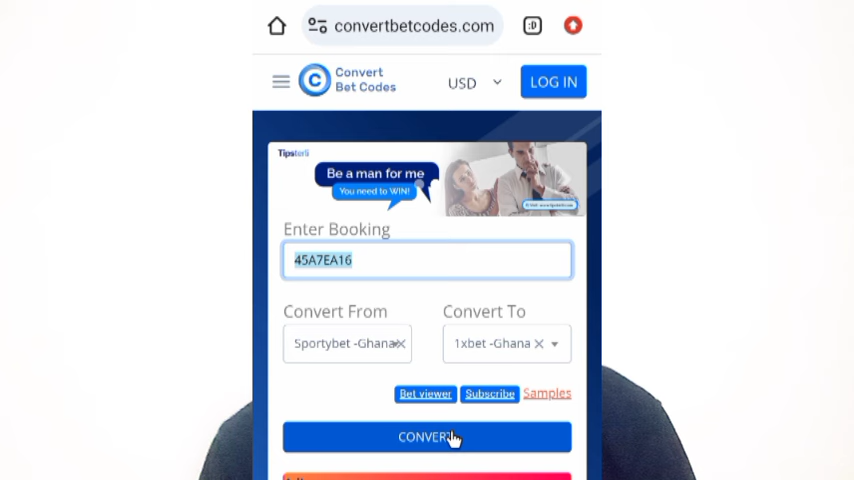 convertbetcodes.com
:D
Convert
Bet Codes
USD
LOG IN
Tipsterli
Be a man for me
You need to WIN!
Enter Booking
45A7EA16
Convert From
Convert To
Sportybet -Ghana
1xbet -Ghana
Bet viewer
Subscribe
Samples
CONVERT